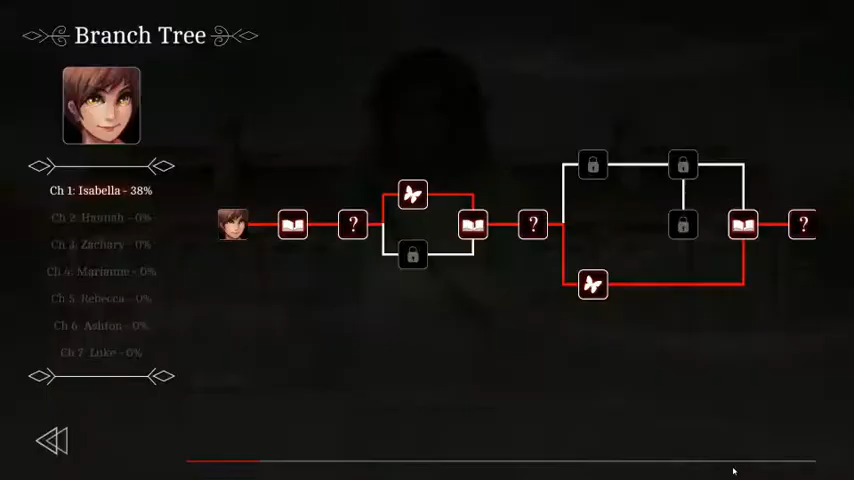 Branch Tree
Ch 1: Isabella - 38%
Ch 2: Hannah - 0%
Ch 3: Zachary - 0%
Ch 4: Marianne - 0%
Ch 5: Rebecca - 0%
Ch 6: Ashton - 0%
Ch 7: Luke - 0%
? ? ?